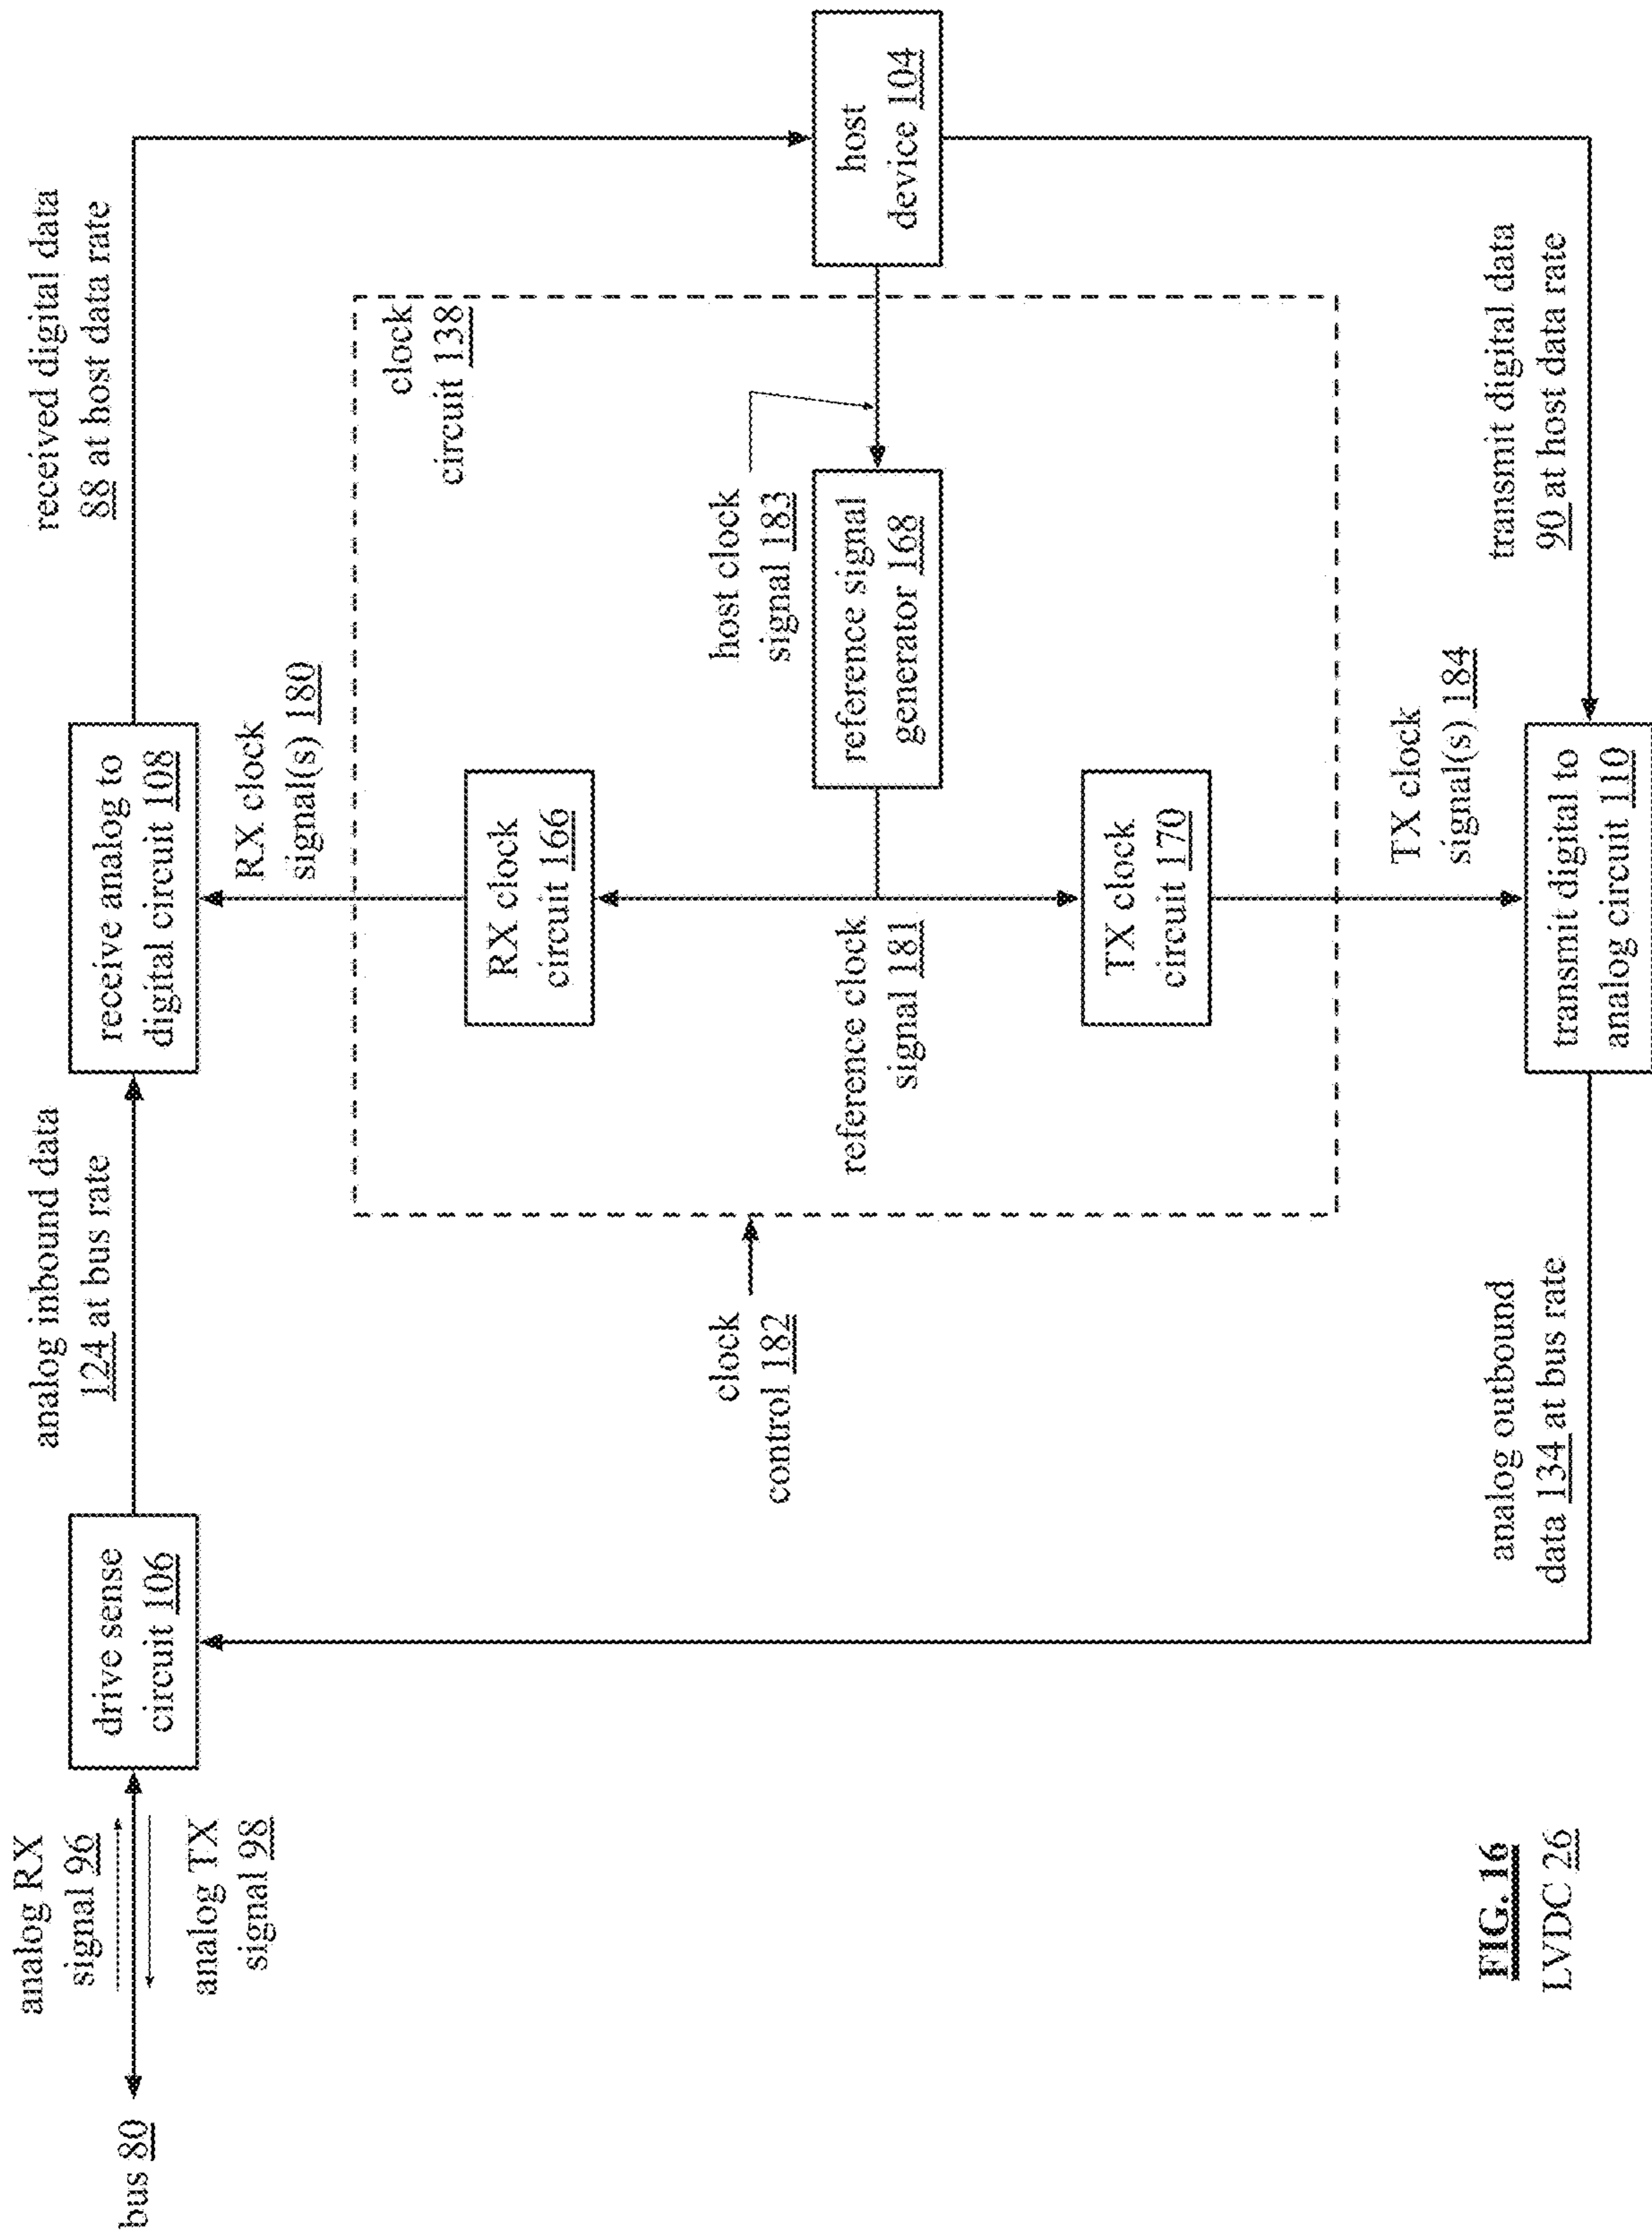 analog RX
signal 96
bus 80
analog TX
signal 98
drive sense
circuit 106
analog inbound data
124 at bus rate
receive analog to
digital circuit 108
received digital data
88 at host data rate
RX clock
signal(s) 180
clock
circuit 138
RX clock
circuit 166
host clock
signal 183
clock
control 182
reference clock
signal 181
reference signal
generator 168
host
device 104
TX clock
circuit 170
TX clock
signal(s) 184
analog outbound
data 134 at bus rate
transmit digital to
analog circuit 110
transmit digital data
90 at host data rate
FIG. 16
LVDC 26